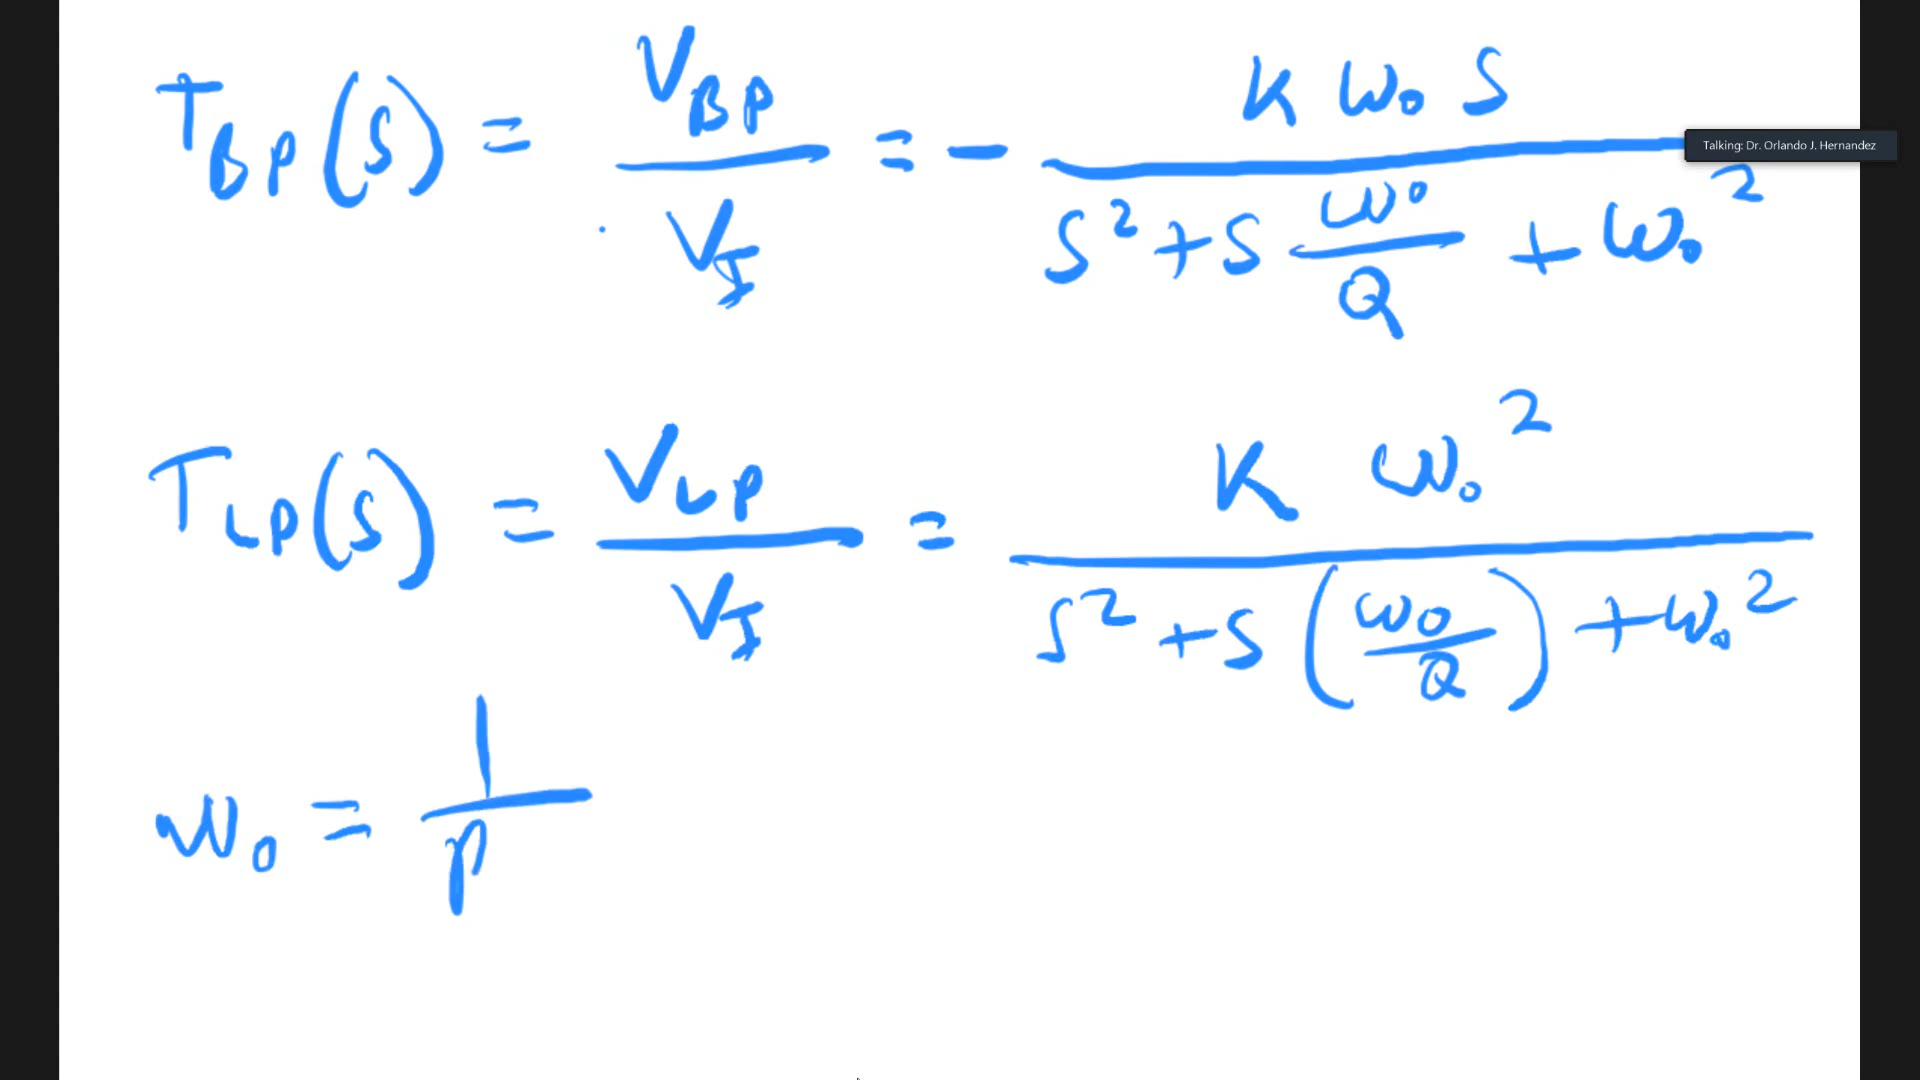 T_BP(s) = V_BP / V_I = - K ω₀ s / (s² + s ω₀/Q + ω₀²)
Talking: Dr. Orlando J. Hernandez
T_LP(s) = V_LP / V_I = K ω₀² / (s² + s (ω₀/Q) + ω₀²)
ω₀ = 1 /